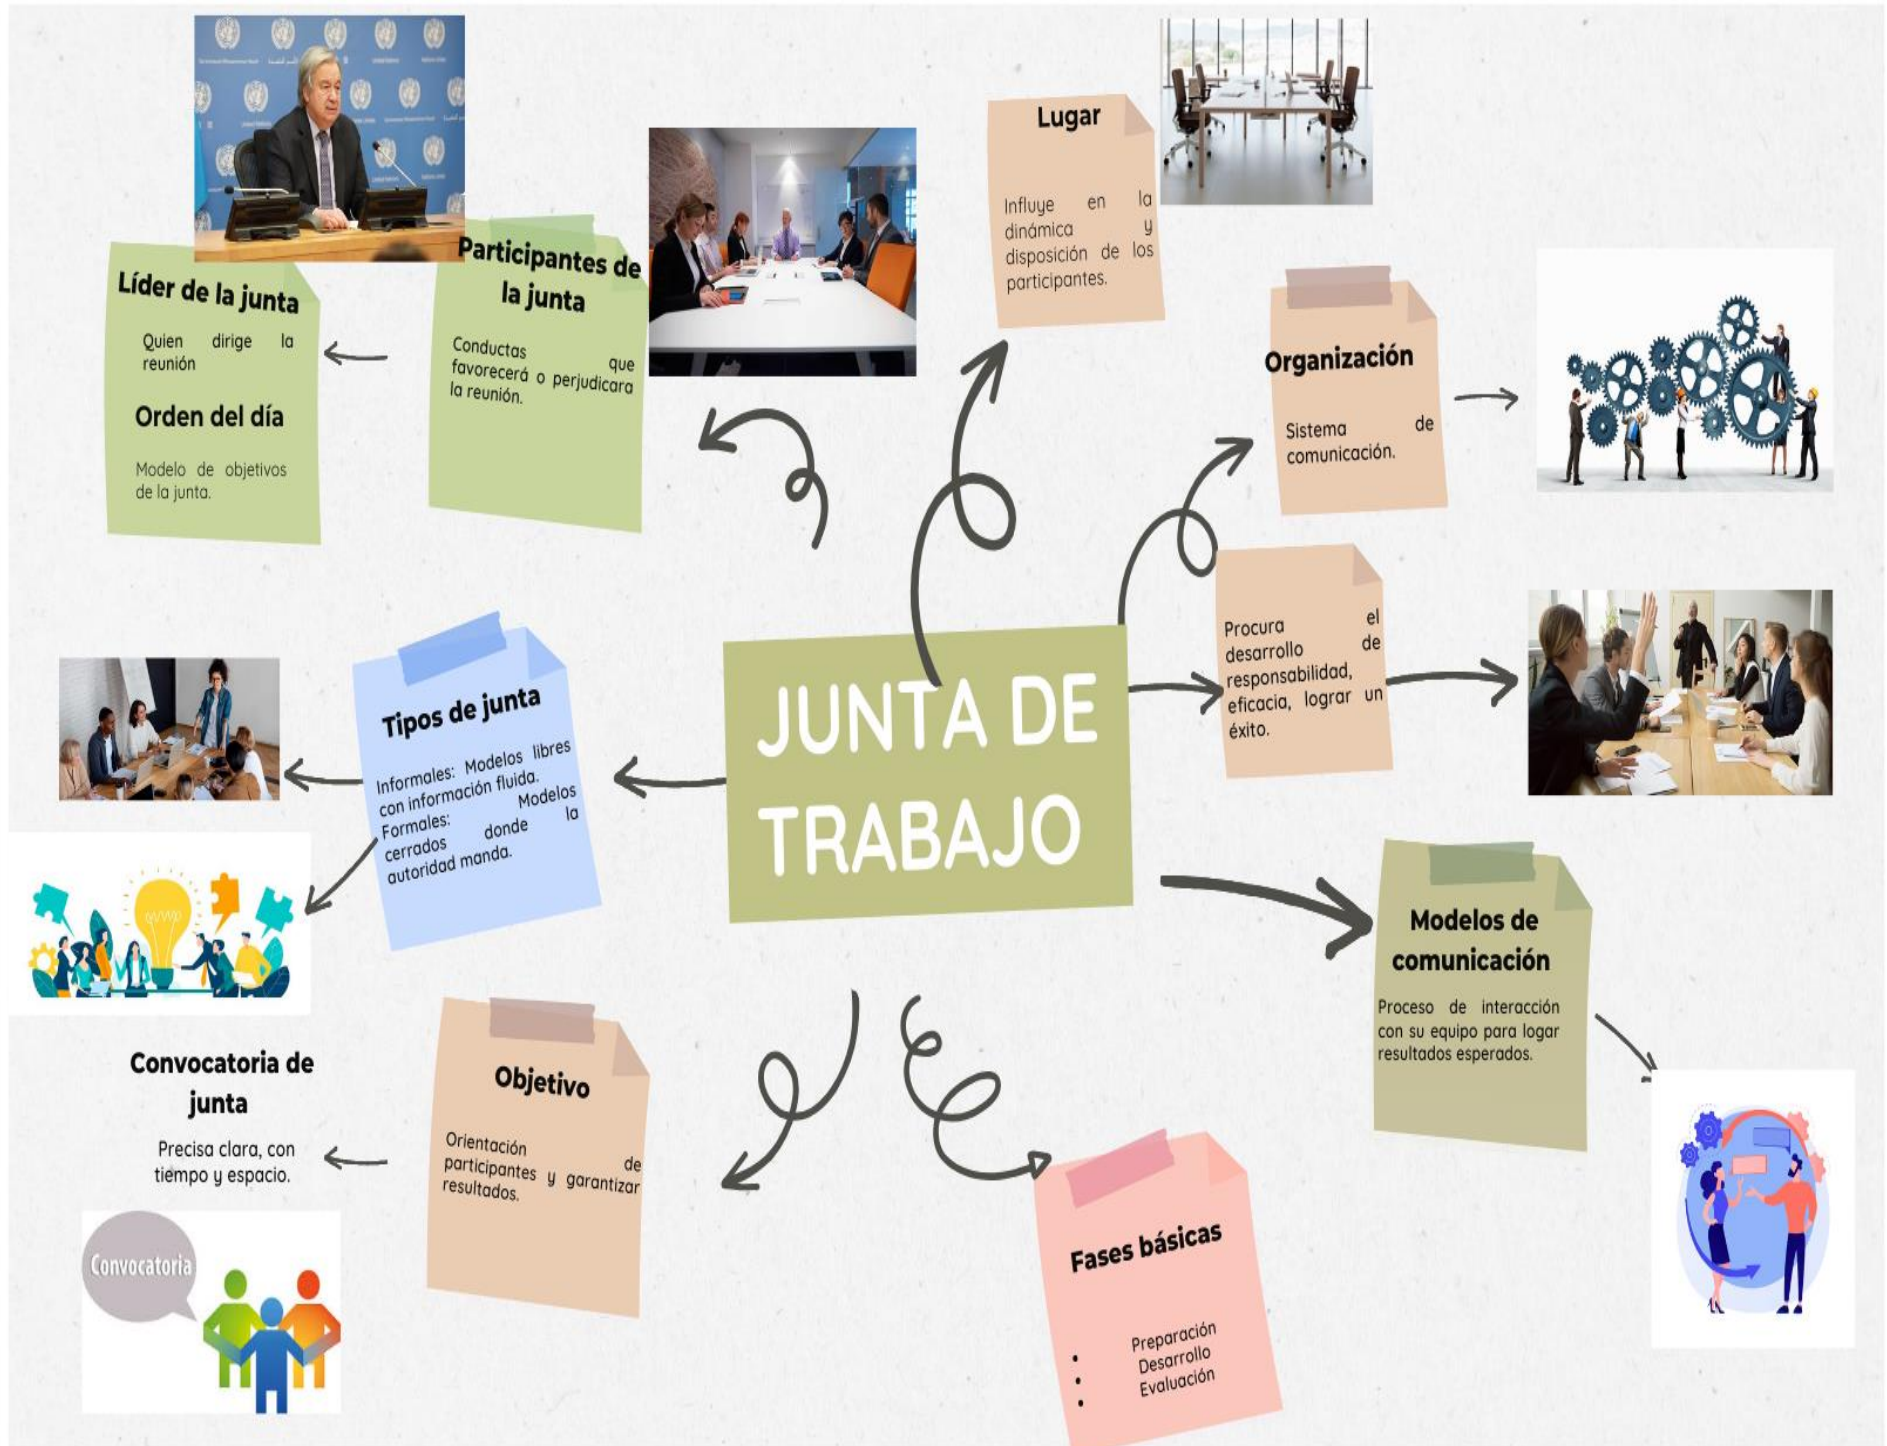 Líder de la junta
Quien dirige la
reunión
Orden del día
Modelo de objetivos
de la junta.
Participantes de
la junta
Conductas que
favorecerá o perjudicara
la reunión.
Lugar
Influye en la
dinámica y
disposición de los
participantes.
Organización
Sistema de
comunicación.
Procura el
desarrollo de
responsabilidad,
eficacia, lograr un
éxito.
JUNTA DE
TRABAJO
Tipos de junta
Informales: Modelos libres
con información fluida.
Formales: Modelos
cerrados donde la
autoridad manda.
Modelos de
comunicación
Proceso de interacción
con su equipo para logar
resultados esperados.
Convocatoria de
junta
Precisa clara, con
tiempo y espacio.
Convocatoria
Objetivo
Orientación de
participantes y garantizar
resultados.
Fases básicas
• Preparación
• Desarrollo
• Evaluación